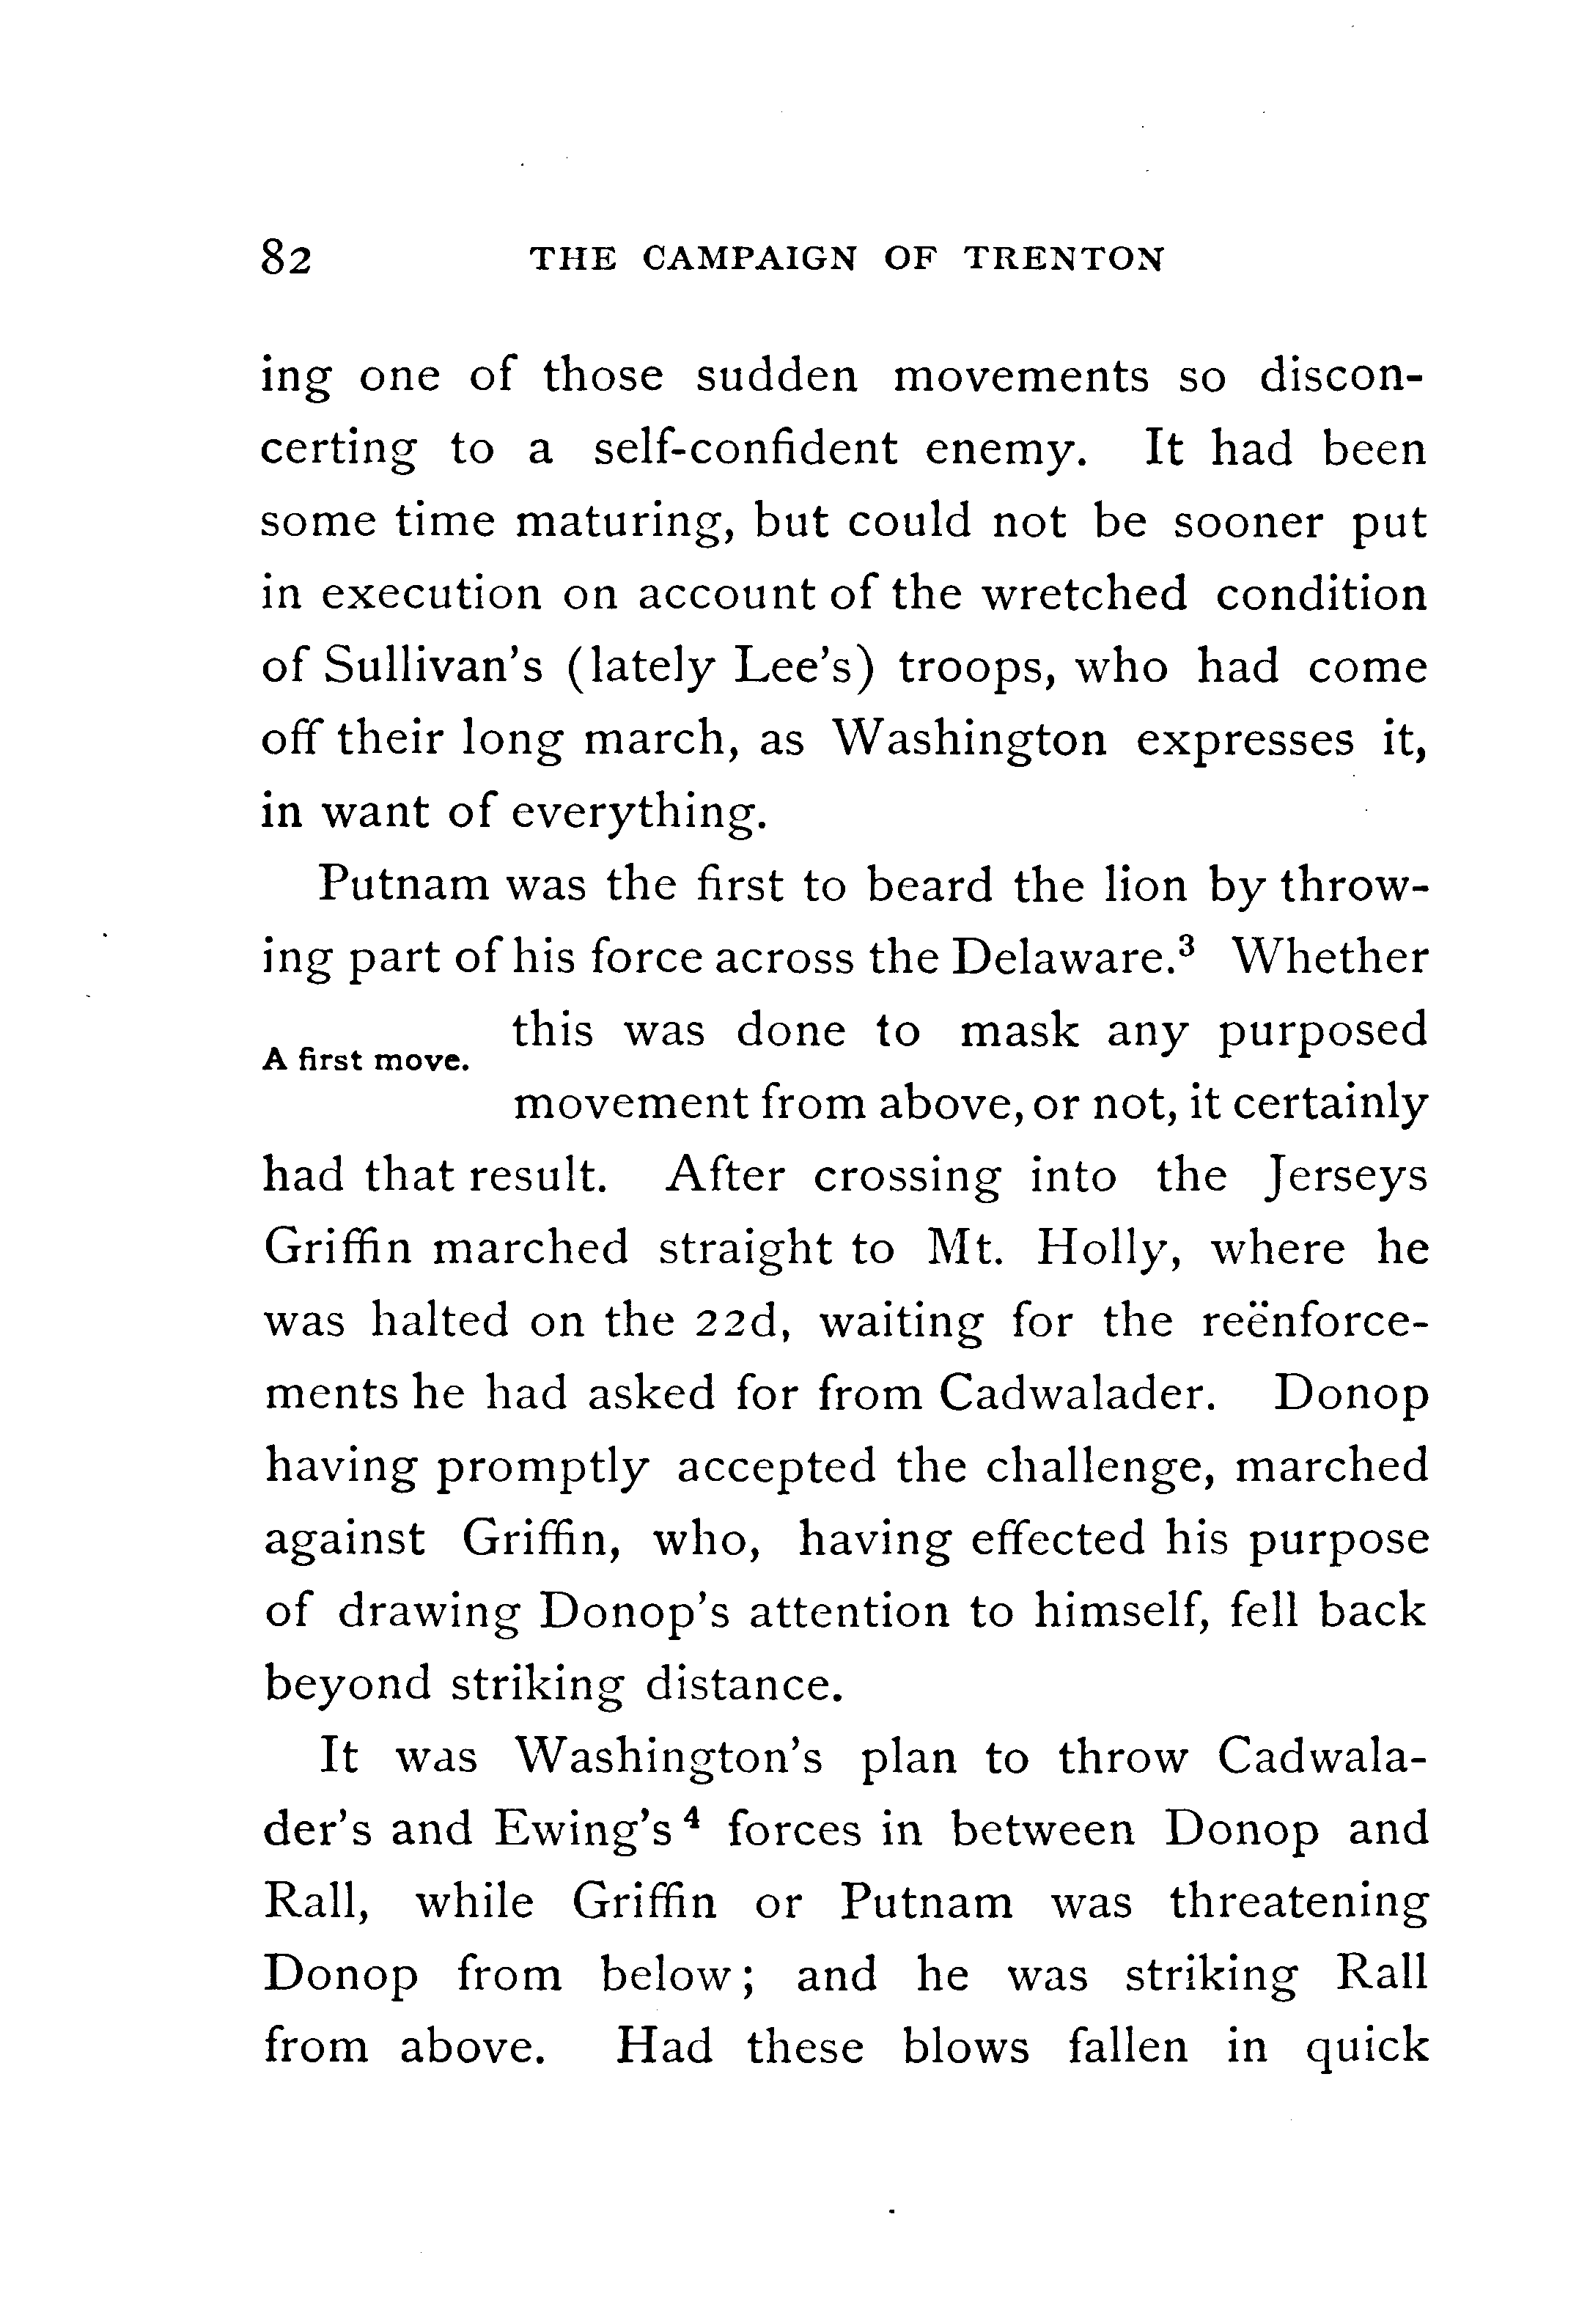 82 THE CAMPAIGN OF TRENTON
ing one of those sudden movements so discon-
certing to a self-confident enemy. It had been
some time maturing, but could not be sooner put
in execution on account of the wretched condition
of Sullivan's (lately Lee's) troops, who had come
off their long march, as Washington expresses it,
in want of everything.
Putnam was the first to beard the lion by throw-
ing part of his force across the Delaware.³ Whether
A first move.
this was done to mask any purposed
movement from above, or not, it certainly
had that result. After crossing into the Jerseys
Griffin marched straight to Mt. Holly, where he
was halted on the 22d, waiting for the reënforce-
ments he had asked for from Cadwalader. Donop
having promptly accepted the challenge, marched
against Griffin, who, having effected his purpose
of drawing Donop's attention to himself, fell back
beyond striking distance.
It was Washington's plan to throw Cadwala-
der's and Ewing's ⁴ forces in between Donop and
Rall, while Griffin or Putnam was threatening
Donop from below; and he was striking Rall
from above. Had these blows fallen in quick